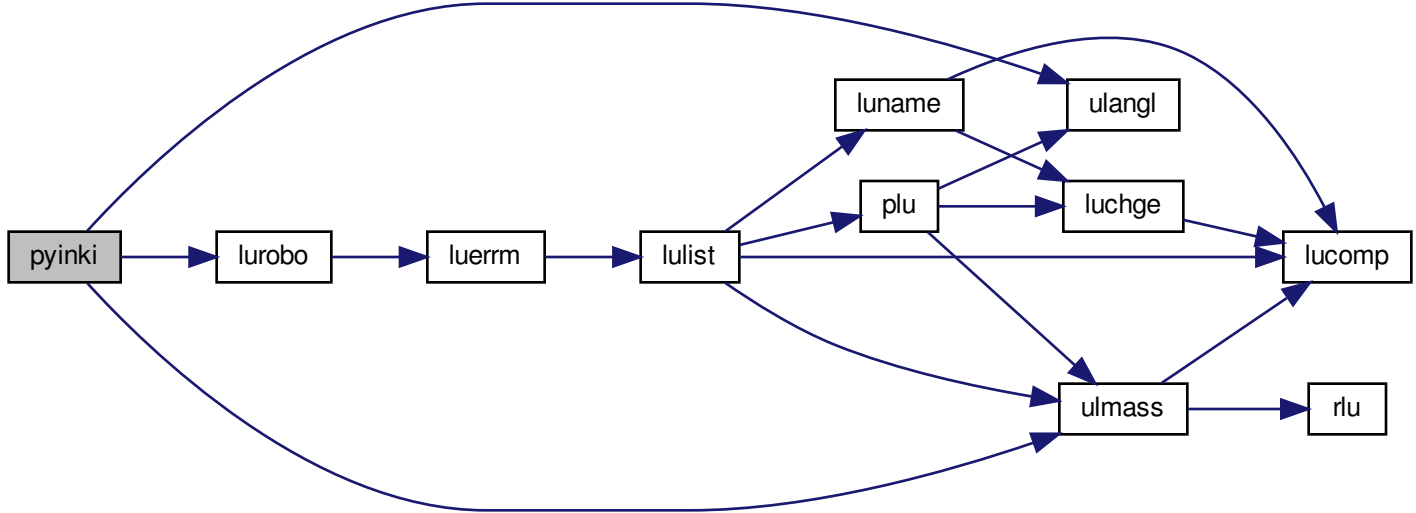 pyinki
lurobo
luerrm
lulist
luname
plu
ulangl
luchge
ulmass
lucomp
rlu